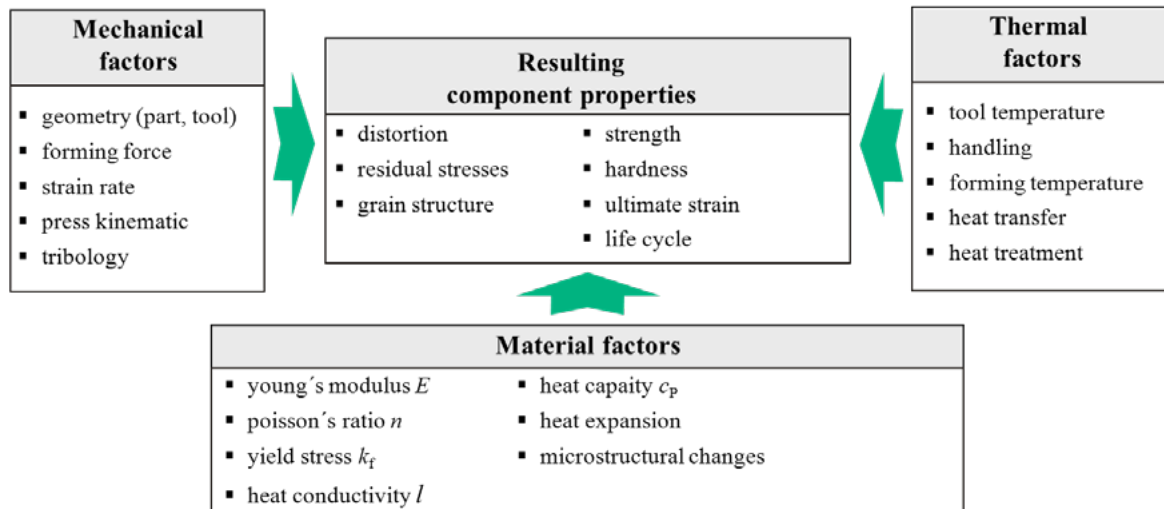 Mechanical
factors
▪ geometry (part, tool)
▪ forming force
▪ strain rate
▪ press kinematic
▪ tribology
Resulting
component properties
▪ distortion
▪ residual stresses
▪ grain structure
▪ strength
▪ hardness
▪ ultimate strain
▪ life cycle
Thermal
factors
▪ tool temperature
▪ handling
▪ forming temperature
▪ heat transfer
▪ heat treatment
Material factors
▪ young´s modulus E
▪ poisson´s ratio n
▪ yield stress kf
▪ heat conductivity l
▪ heat capaity cP
▪ heat expansion
▪ microstructural changes